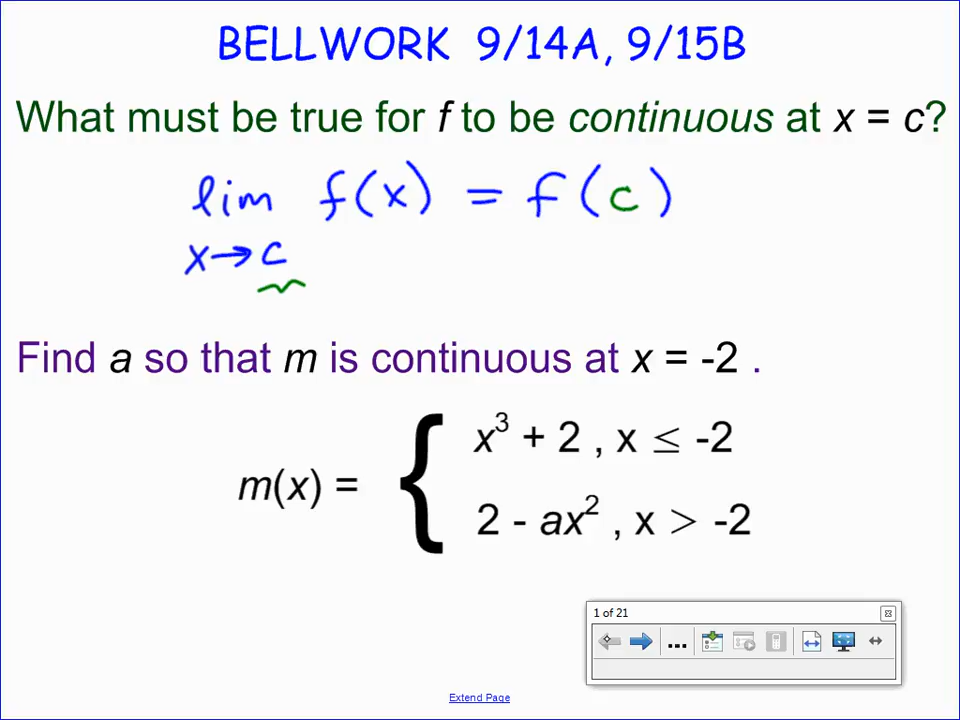 BELLWORK 9/14A, 9/15B
What must be true for f to be continuous at x = c?
lim f(x) = f(c)
x→c
Find a so that m is continuous at x = -2 .
x³ + 2 , x ≤ -2
m(x) = {
2 - ax² , x > -2
1 of 21
...
Extend Page